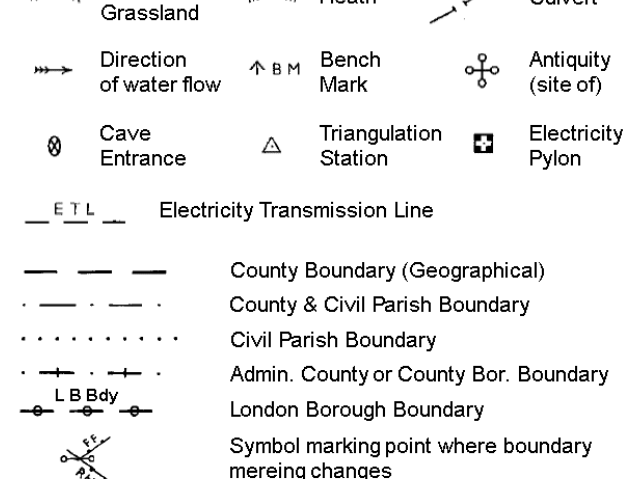 Grassland
Heath
Culvert
Direction
of water flow
B M
Bench
Mark
Antiquity
(site of)
Cave
Entrance
Triangulation
Station
Electricity
Pylon
E T L
Electricity Transmission Line
County Boundary (Geographical)
County & Civil Parish Boundary
Civil Parish Boundary
Admin. County or County Bor. Boundary
L B Bdy
London Borough Boundary
FF
Symbol marking point where boundary
mereing changes